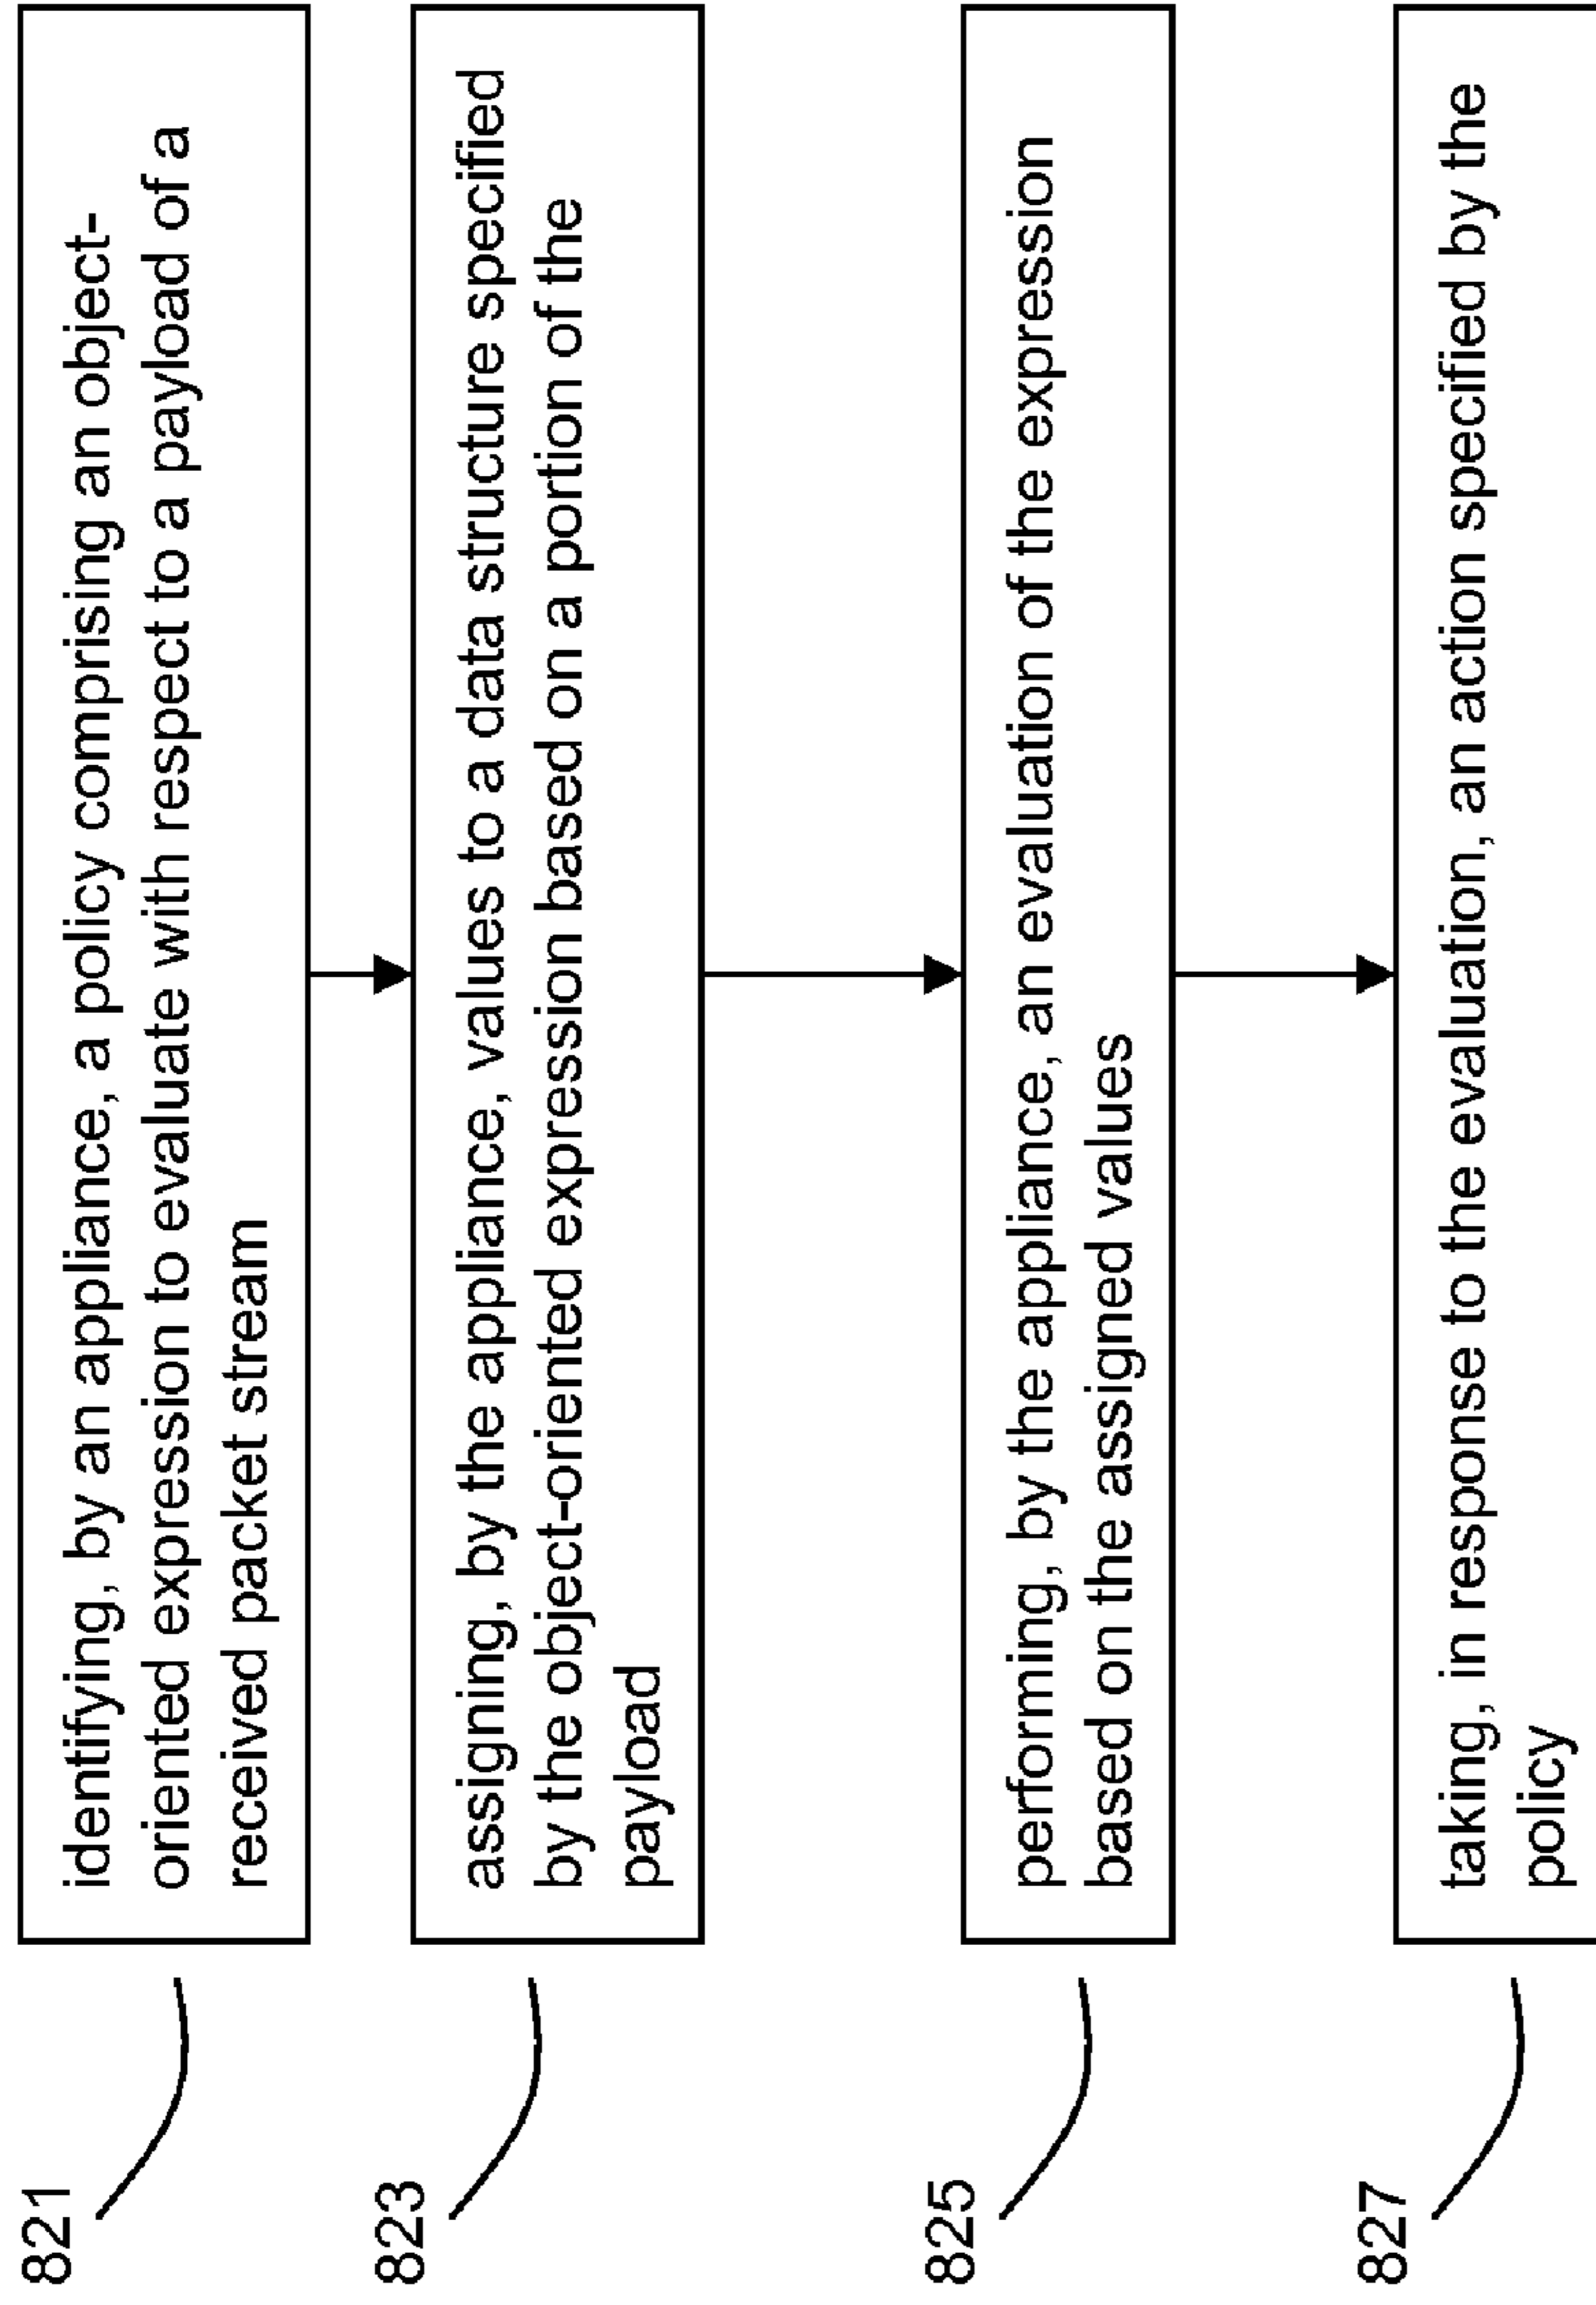 821
identifying, by an appliance, a policy comprising an object-
oriented expression to evaluate with respect to a payload of a
received packet stream
823
assigning, by the appliance, values to a data structure specified
by the object-oriented expression based on a portion of the
payload
825
performing, by the appliance, an evaluation of the expression
based on the assigned values
827
taking, in response to the evaluation, an action specified by the
policy